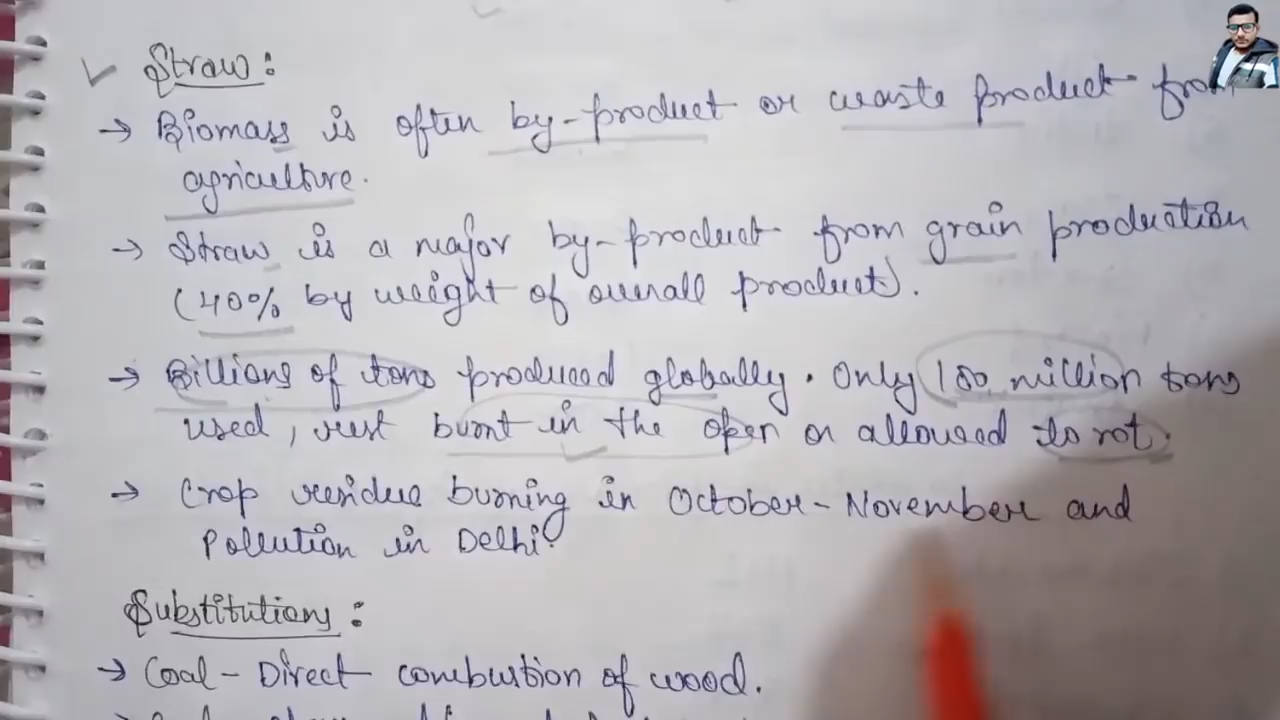 Straw:
→ Biomass is often by-product or waste product from
agriculture.
→ Straw is a major by-product from grain production
(40% by weight of overall product).
→ Billions of tons produced globally. Only 100 million tons
used, rest burnt in the open or allowed to rot.
→ Crop residue burning in October-November and
Pollution in Delhi.
Substitutions:
→ Coal - Direct combustion of wood.